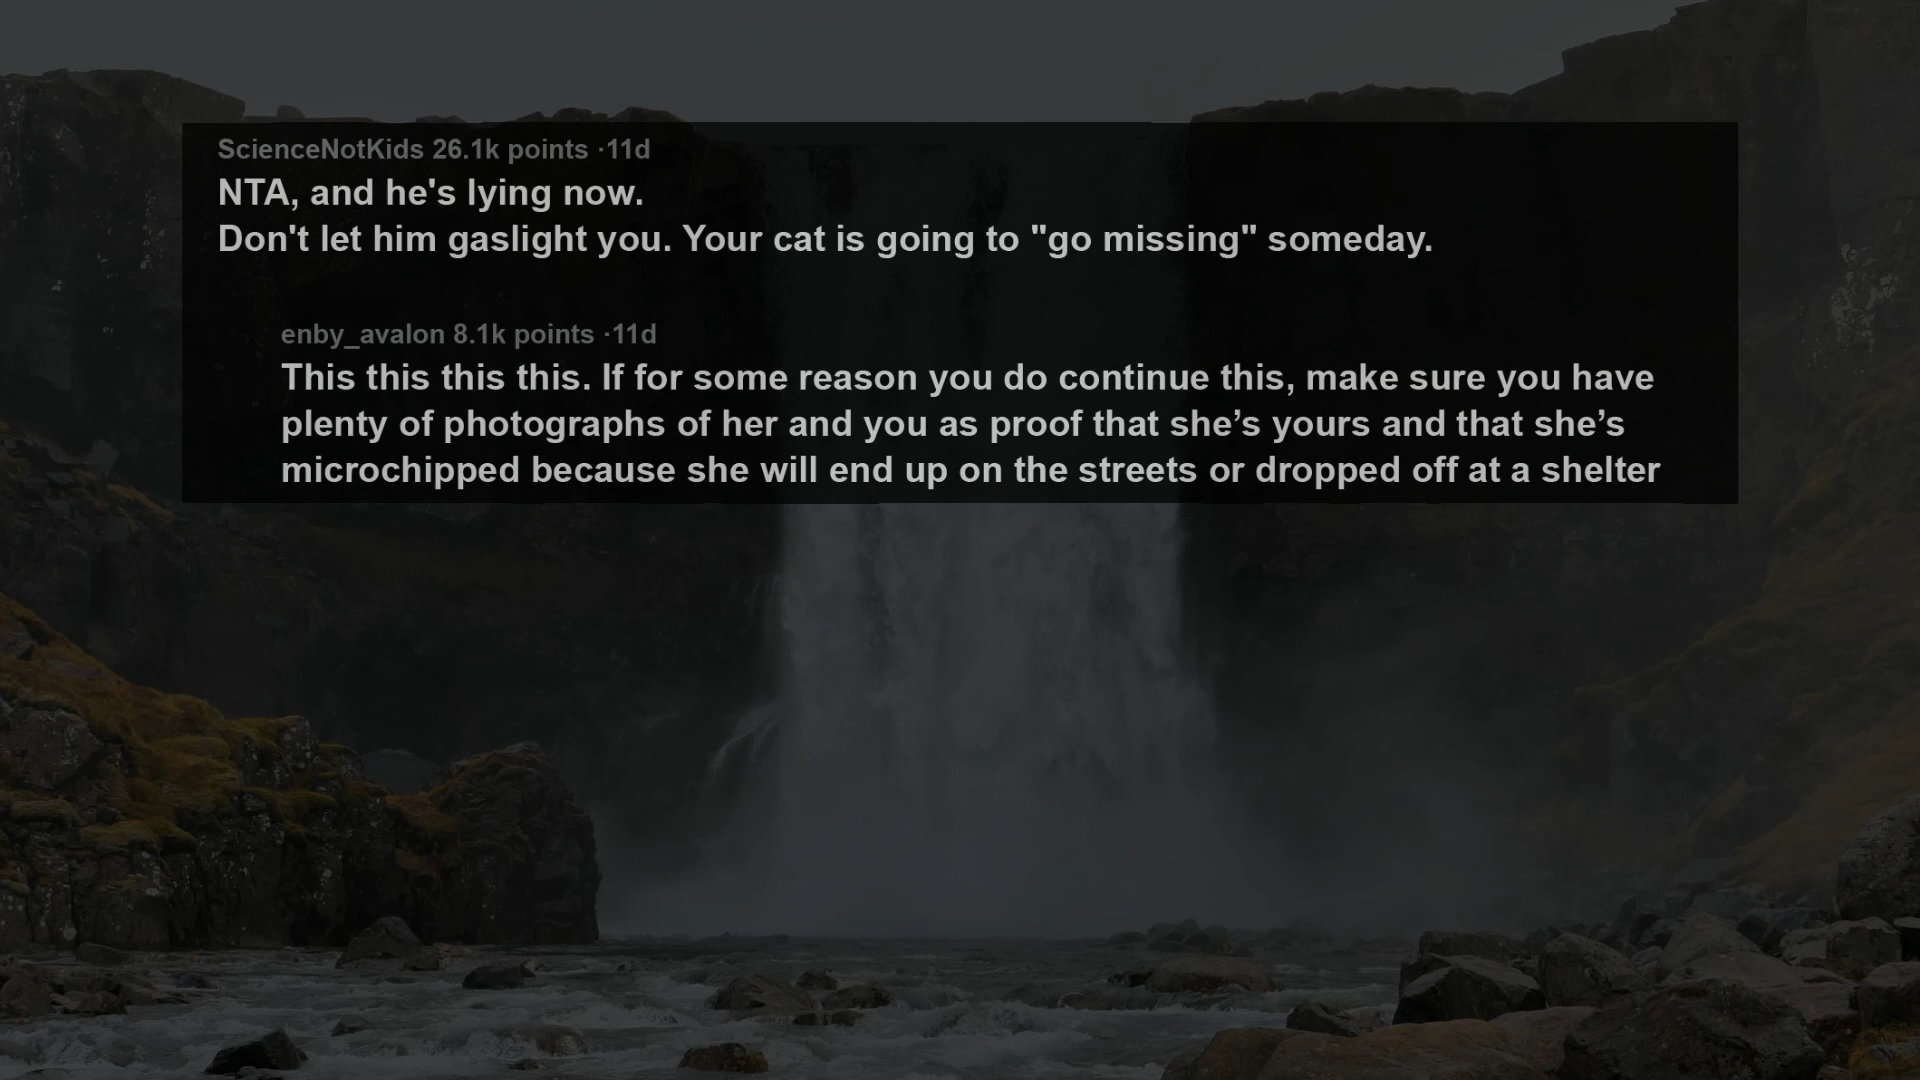 ScienceNotKids 26.1k points ·11d
NTA, and he's lying now.
Don't let him gaslight you. Your cat is going to "go missing" someday.
enby_avalon 8.1k points ·11d
This this this this. If for some reason you do continue this, make sure you have
plenty of photographs of her and you as proof that she’s yours and that she’s
microchipped because she will end up on the streets or dropped off at a shelter